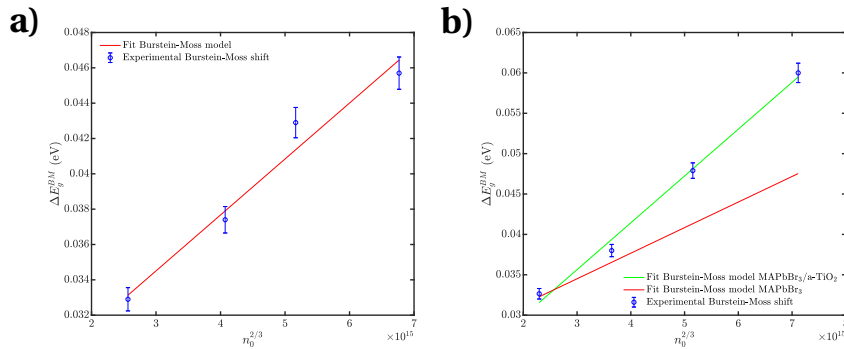 a)
0.048
0.046
0.044
0.042
0.04
0.038
0.036
0.034
0.032
ΔE_g^{BM} (eV)
Fit Burstein-Moss model
Experimental Burstein-Moss shift
2 3 4 5 6 7
n_0^{2/3}
×10^{15}
b)
0.065
0.06
0.055
0.05
0.045
0.04
0.035
0.03
ΔE_g^{BM} (eV)
Fit Burstein-Moss model MAPbBr₃/a-TiO₂
Fit Burstein-Moss model MAPbBr₃
Experimental Burstein-Moss shift
2 3 4 5 6 7 8
n_0^{2/3}
×10^{15}